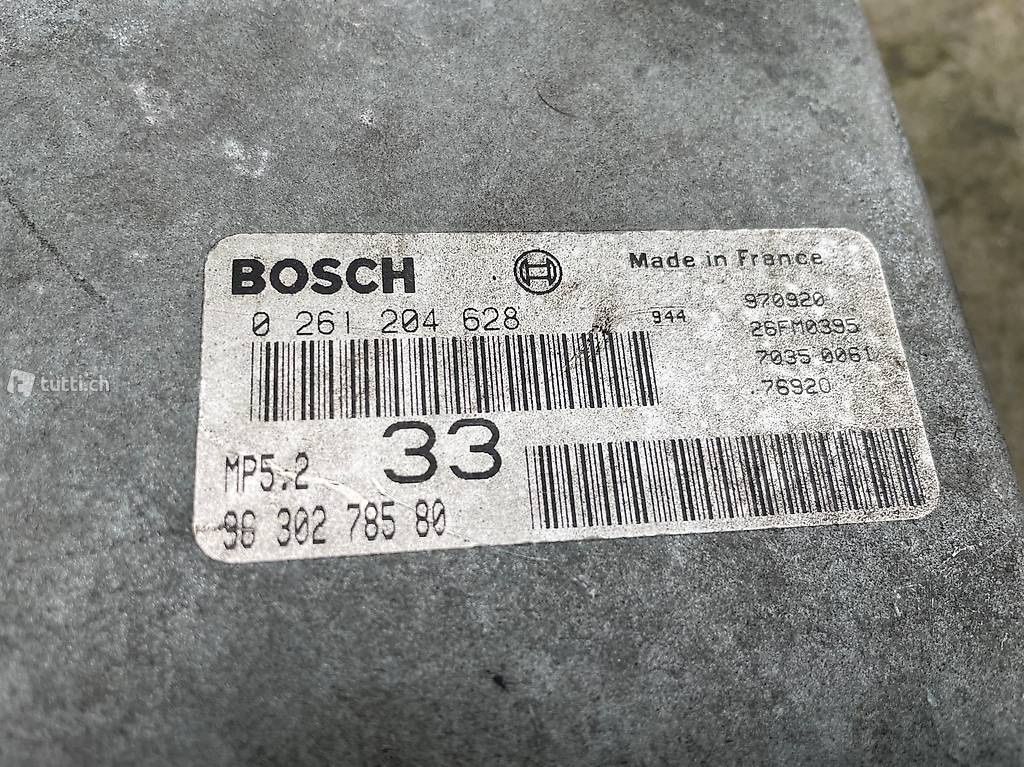 BOSCH
Made in France
0 261 204 628
944
970920
26FM0395
7035 0061
.76920
tutti.ch
33
MP5.2
96 302 785 80